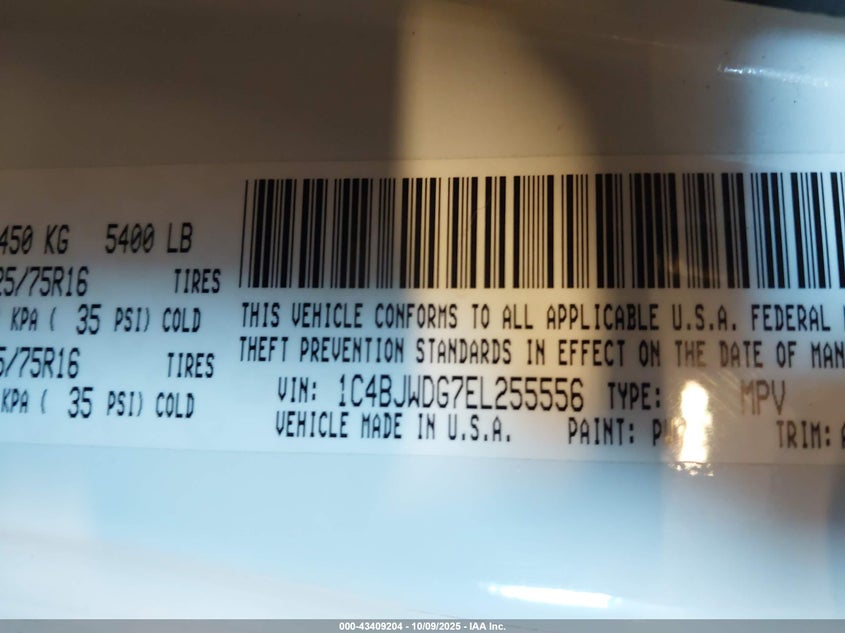 450 KG 5400 LB
25/75R16 TIRES
KPA ( 35 PSI) COLD
5/75R16 TIRES
KPA ( 35 PSI) COLD
THIS VEHICLE CONFORMS TO ALL APPLICABLE U.S.A. FEDERAL
THEFT PREVENTION STANDARDS IN EFFECT ON THE DATE OF MAN
VIN: 1C4BJWDG7EL255556 TYPE: MPV
VEHICLE MADE IN U.S.A. PAINT: TRIM:
000-43409204 - 10/09/2025 - IAA Inc.